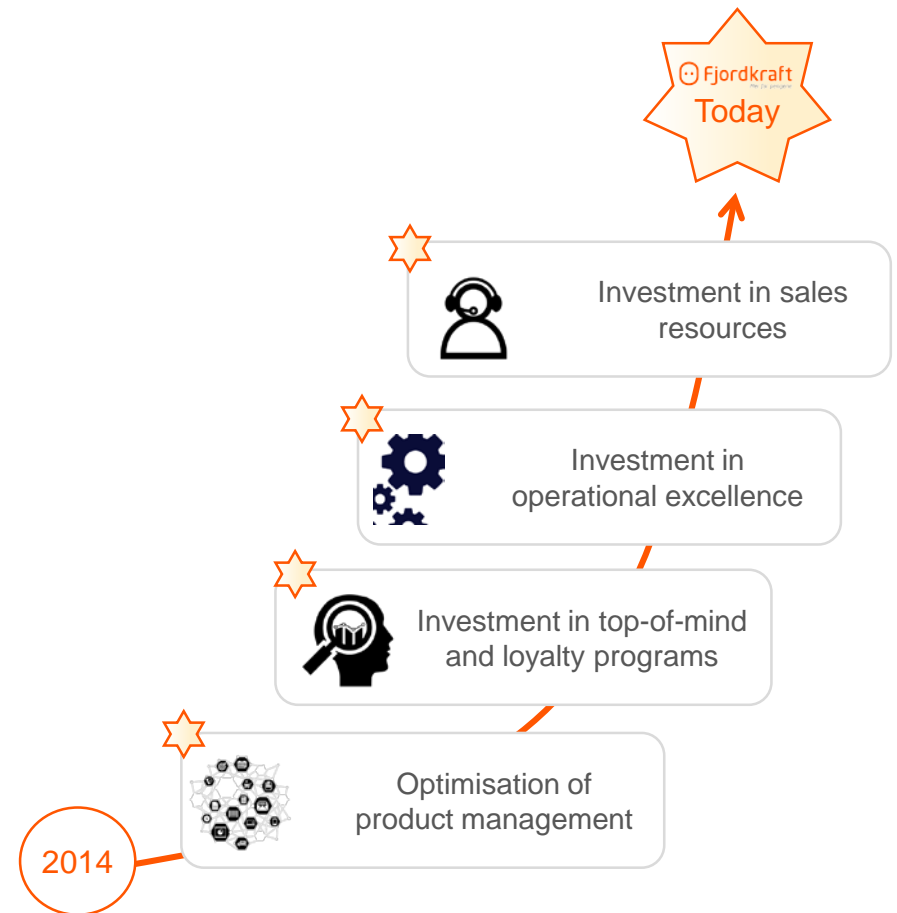 Fjordkraft
Today
Investment in sales
resources
Investment in
operational excellence
Investment in top-of-mind
and loyalty programs
Optimisation of
product management
2014